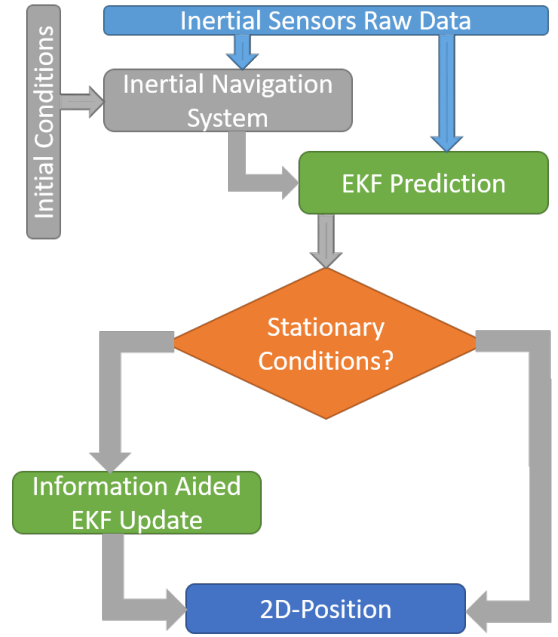 Inertial Sensors Raw Data
Initial Conditions
Inertial Navigation
System
EKF Prediction
Stationary
Conditions?
Information Aided
EKF Update
2D-Position